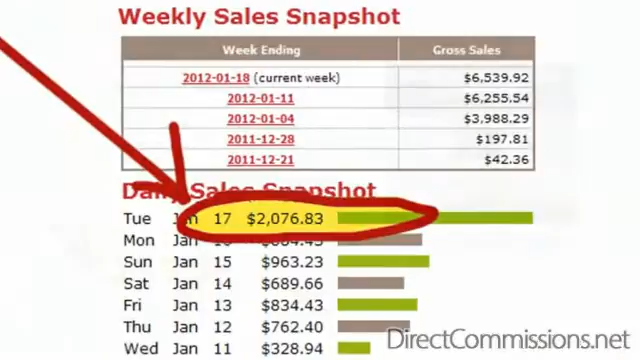 Weekly Sales Snapshot
Week Ending Gross Sales
2012-01-18 (current week) $6,539.92
2012-01-11 $6,255.54
2012-01-04 $3,988.29
2011-12-28 $197.81
2011-12-21 $42.36
Daily Sales Snapshot
Tue Jan 17 $2,076.83
Mon Jan
Sun Jan 15 $963.23
Sat Jan 14 $689.66
Fri Jan 13 $834.43
Thu Jan 12 $762.40
Wed Jan 11 $328.94
DirectCommissions.net